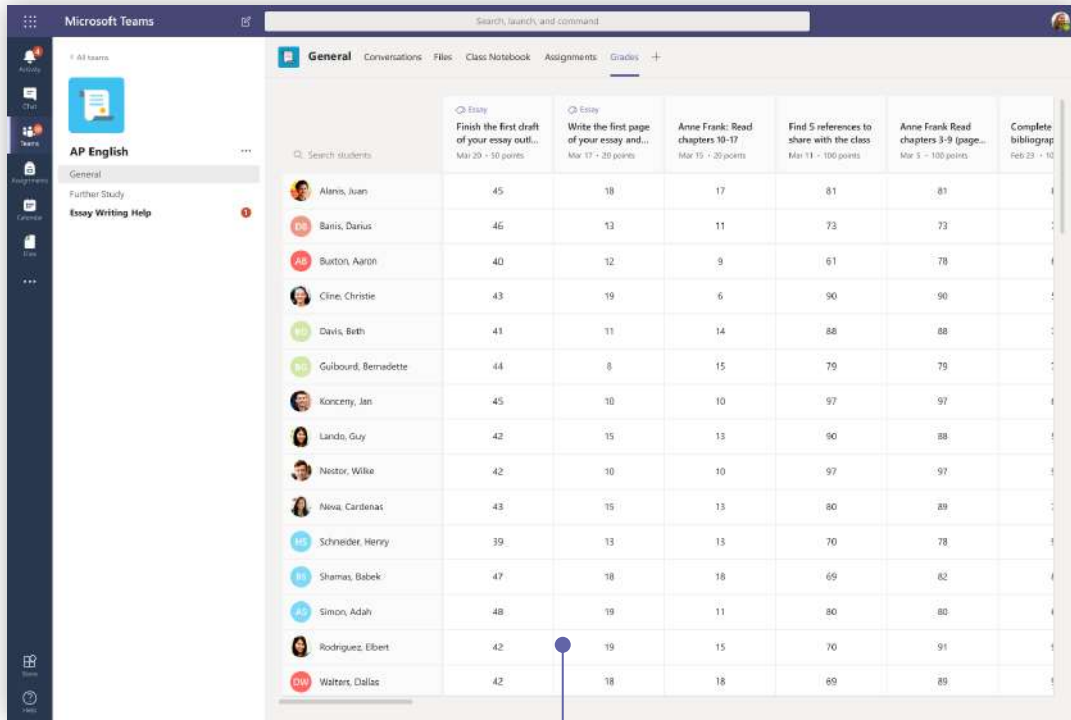 Microsoft Teams
Search, launch, and command
4
Activity
Chat
Teams
Assignments
Calendar
Files
Store
Help
< All teams
AP English
General
Further Study
Essay Writing Help
General Conversations Files Class Notebook Assignments Grades +
Search students
Essay
Finish the first draft
of your essay outl...
Mar 20 • 50 points
Essay
Write the first page
of your essay and...
Mar 17 • 20 points
Anne Frank: Read
chapters 10-17
Mar 15 • 20 points
Find 5 references to
share with the class
Mar 11 • 100 points
Anne Frank Read
chapters 3-9 (page...
Mar 5 • 100 points
Complete
bibliograp
Feb 23 • 10
Alanis, Juan 45 18 17 81 81
DB Banis, Darius 46 13 11 73 73
AB Buxton, Aaron 40 12 9 61 78
Cline, Christie 43 19 6 90 90
Davis, Beth 41 11 14 88 88
BG Guibourd, Bernadette 44 8 15 79 79
Konceny, Jan 45 10 10 97 97
Lando, Guy 42 15 13 90 88
Nestor, Wilke 42 10 10 97 97
Neva, Cardenas 43 15 13 80 89
HS Schneider, Henry 39 13 13 70 78
BS Shamas, Babek 47 18 18 69 82
AS Simon, Adah 48 19 11 80 80
Rodriguez, Elbert 42 19 15 70 91
DW Walters, Dallas 42 18 18 69 89